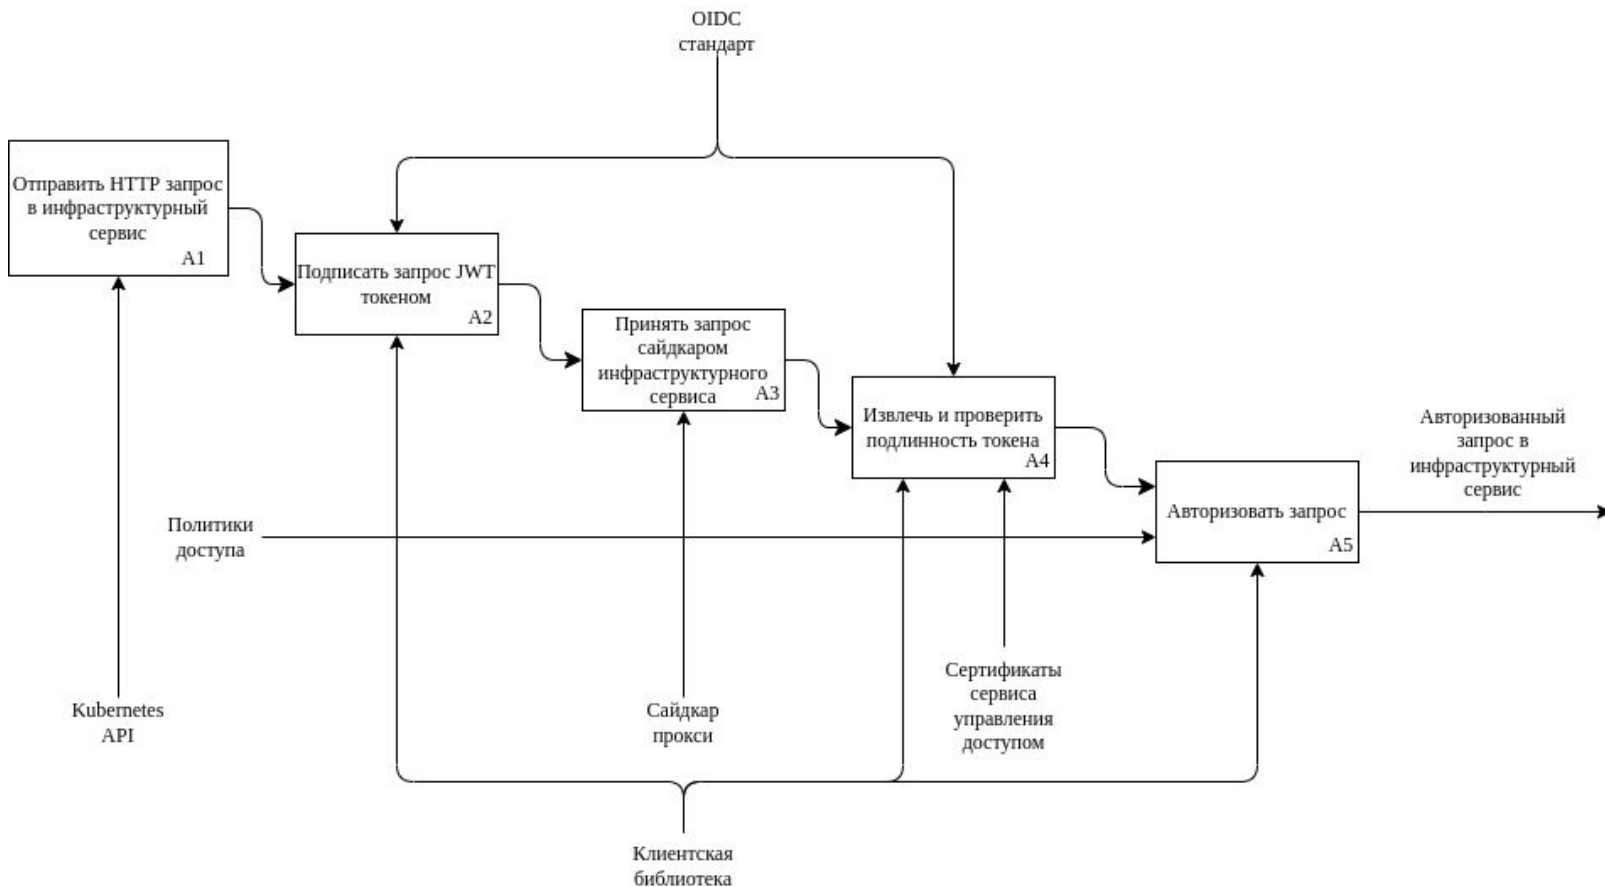 OIDC
стандарт
Отправить HTTP запрос
в инфраструктурный
сервис
A1
Подписать запрос JWT
токеном
A2
Принять запрос
сайдкаром
инфраструктурного
сервиса
A3
Извлечь и проверить
подлинность токена
A4
Авторизовать запрос
A5
Авторизованный
запрос в
инфраструктурный
сервис
Политики
доступа
Kubernetes
API
Сайдкар
прокси
Сертификаты
сервиса
управления
доступом
Клиентская
библиотека